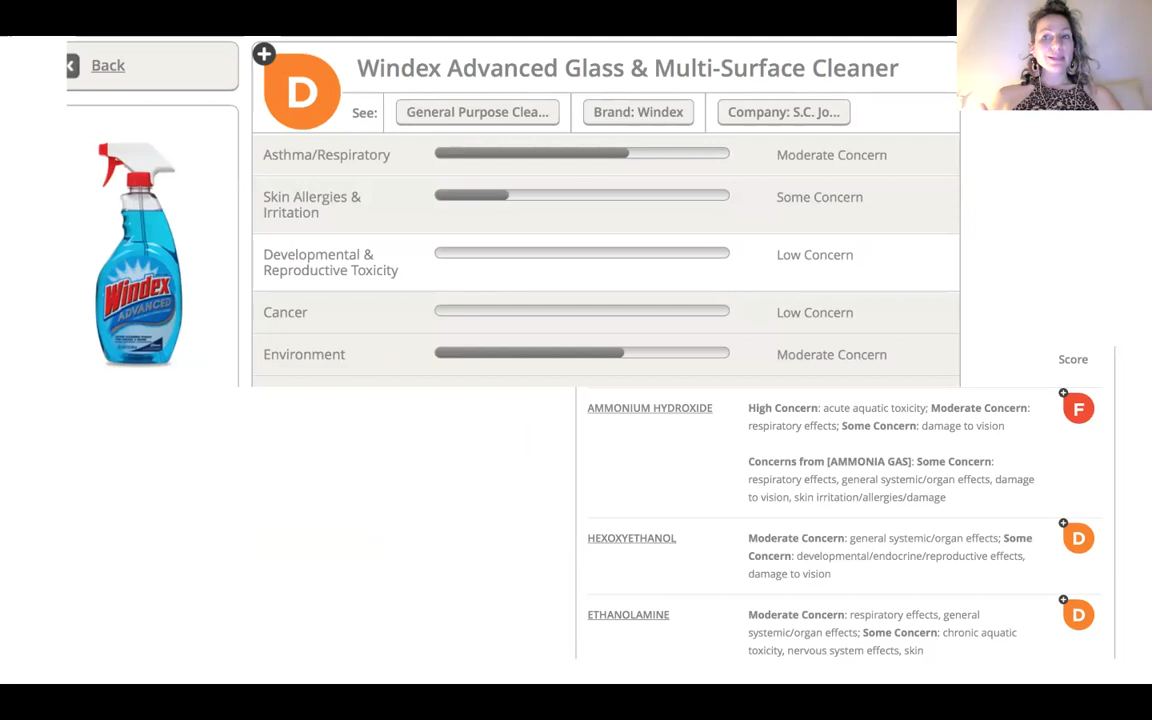 Back
D
Windex Advanced Glass & Multi-Surface Cleaner
See:
General Purpose Clea...
Brand: Windex
Company: S.C. Jo...
Asthma/Respiratory
Moderate Concern
Skin Allergies &
Irritation
Some Concern
Developmental &
Reproductive Toxicity
Low Concern
Cancer
Low Concern
Environment
Moderate Concern
Windex
ADVANCED
Score
AMMONIUM HYDROXIDE
High Concern: acute aquatic toxicity; Moderate Concern:
respiratory effects; Some Concern: damage to vision
Concerns from [AMMONIA GAS]: Some Concern:
respiratory effects, general systemic/organ effects, damage
to vision, skin irritation/allergies/damage
F
HEXOXYETHANOL
Moderate Concern: general systemic/organ effects; Some
Concern: developmental/endocrine/reproductive effects,
damage to vision
D
ETHANOLAMINE
Moderate Concern: respiratory effects, general
systemic/organ effects; Some Concern: chronic aquatic
toxicity, nervous system effects, skin
D